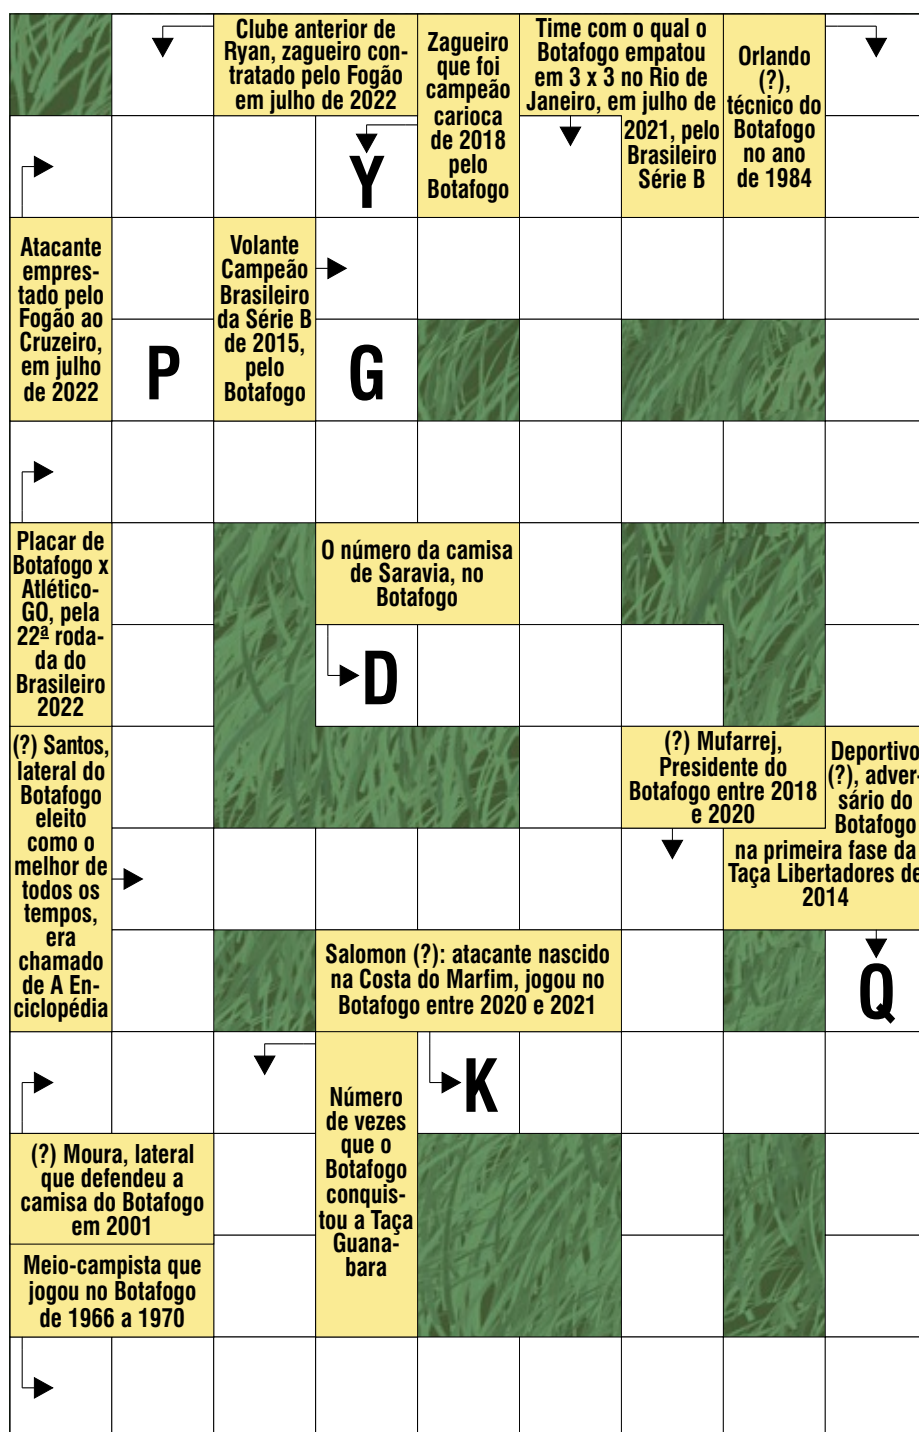 Clube anterior de
Ryan, zagueiro con-
tratado pelo Fogão
em julho de 2022
Zagueiro
que foi
campeão
carioca
de 2018
pelo
Botafogo
Time com o qual o
Botafogo empatou
em 3 x 3 no Rio de
Janeiro, em julho de
2021, pelo
Brasileiro
Série B
Orlando
(?),
técnico do
Botafogo
no ano
de 1984
Y
Atacante
empres-
tado pelo
Fogão ao
Cruzeiro,
em julho
de 2022
Volante
Campeão
Brasileiro
da Série B
de 2015,
pelo
Botafogo
P
G
Placar de
Botafogo x
Atlético-
GO, pela
22ª roda-
da do
Brasileiro
2022
O número da camisa
de Saravia, no
Botafogo
D
(?) Santos,
lateral do
Botafogo
eleito
como o
melhor de
todos os
tempos,
era
chamado
de A En-
ciclopédia
(?) Mufarrej,
Presidente do
Botafogo entre 2018
e 2020
Deportivo
(?), adver-
sário do
Botafogo
na primeira fase da
Taça Libertadores de
2014
Salomon (?): atacante nascido
na Costa do Marfim, jogou no
Botafogo entre 2020 e 2021
Q
Número
de vezes
que o
Botafogo
conquis-
tou a Taça
Guana-
bara
K
(?) Moura, lateral
que defendeu a
camisa do Botafogo
em 2001
Meio-campista que
jogou no Botafogo
de 1966 a 1970